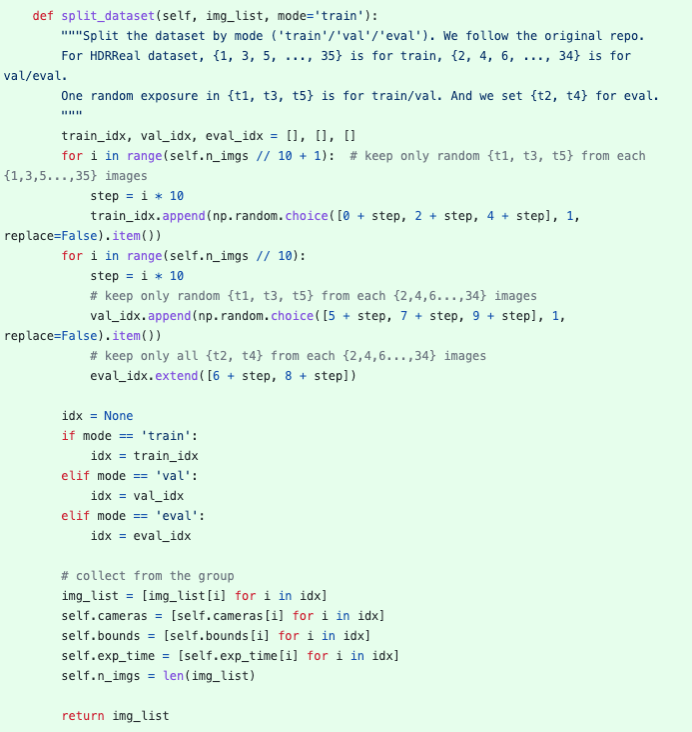 def split_dataset(self, img_list, mode='train'):
"""Split the dataset by mode ('train'/'val'/'eval'). We follow the original repo.
For HDRReal dataset, {1, 3, 5, ..., 35} is for train, {2, 4, 6, ..., 34} is for
val/eval.
One random exposure in {t1, t3, t5} is for train/val. And we set {t2, t4} for eval.
"""
train_idx, val_idx, eval_idx = [], [], []
for i in range(self.n_imgs // 10 + 1):  # keep only random {t1, t3, t5} from each
{1,3,5...,35} images
step = i * 10
train_idx.append(np.random.choice([0 + step, 2 + step, 4 + step], 1,
replace=False).item())
for i in range(self.n_imgs // 10):
step = i * 10
# keep only random {t1, t3, t5} from each {2,4,6...,34} images
val_idx.append(np.random.choice([5 + step, 7 + step, 9 + step], 1,
replace=False).item())
# keep only all {t2, t4} from each {2,4,6...,34} images
eval_idx.extend([6 + step, 8 + step])
idx = None
if mode == 'train':
idx = train_idx
elif mode == 'val':
idx = val_idx
elif mode == 'eval':
idx = eval_idx
# collect from the group
img_list = [img_list[i] for i in idx]
self.cameras = [self.cameras[i] for i in idx]
self.bounds = [self.bounds[i] for i in idx]
self.exp_time = [self.exp_time[i] for i in idx]
self.n_imgs = len(img_list)
return img_list